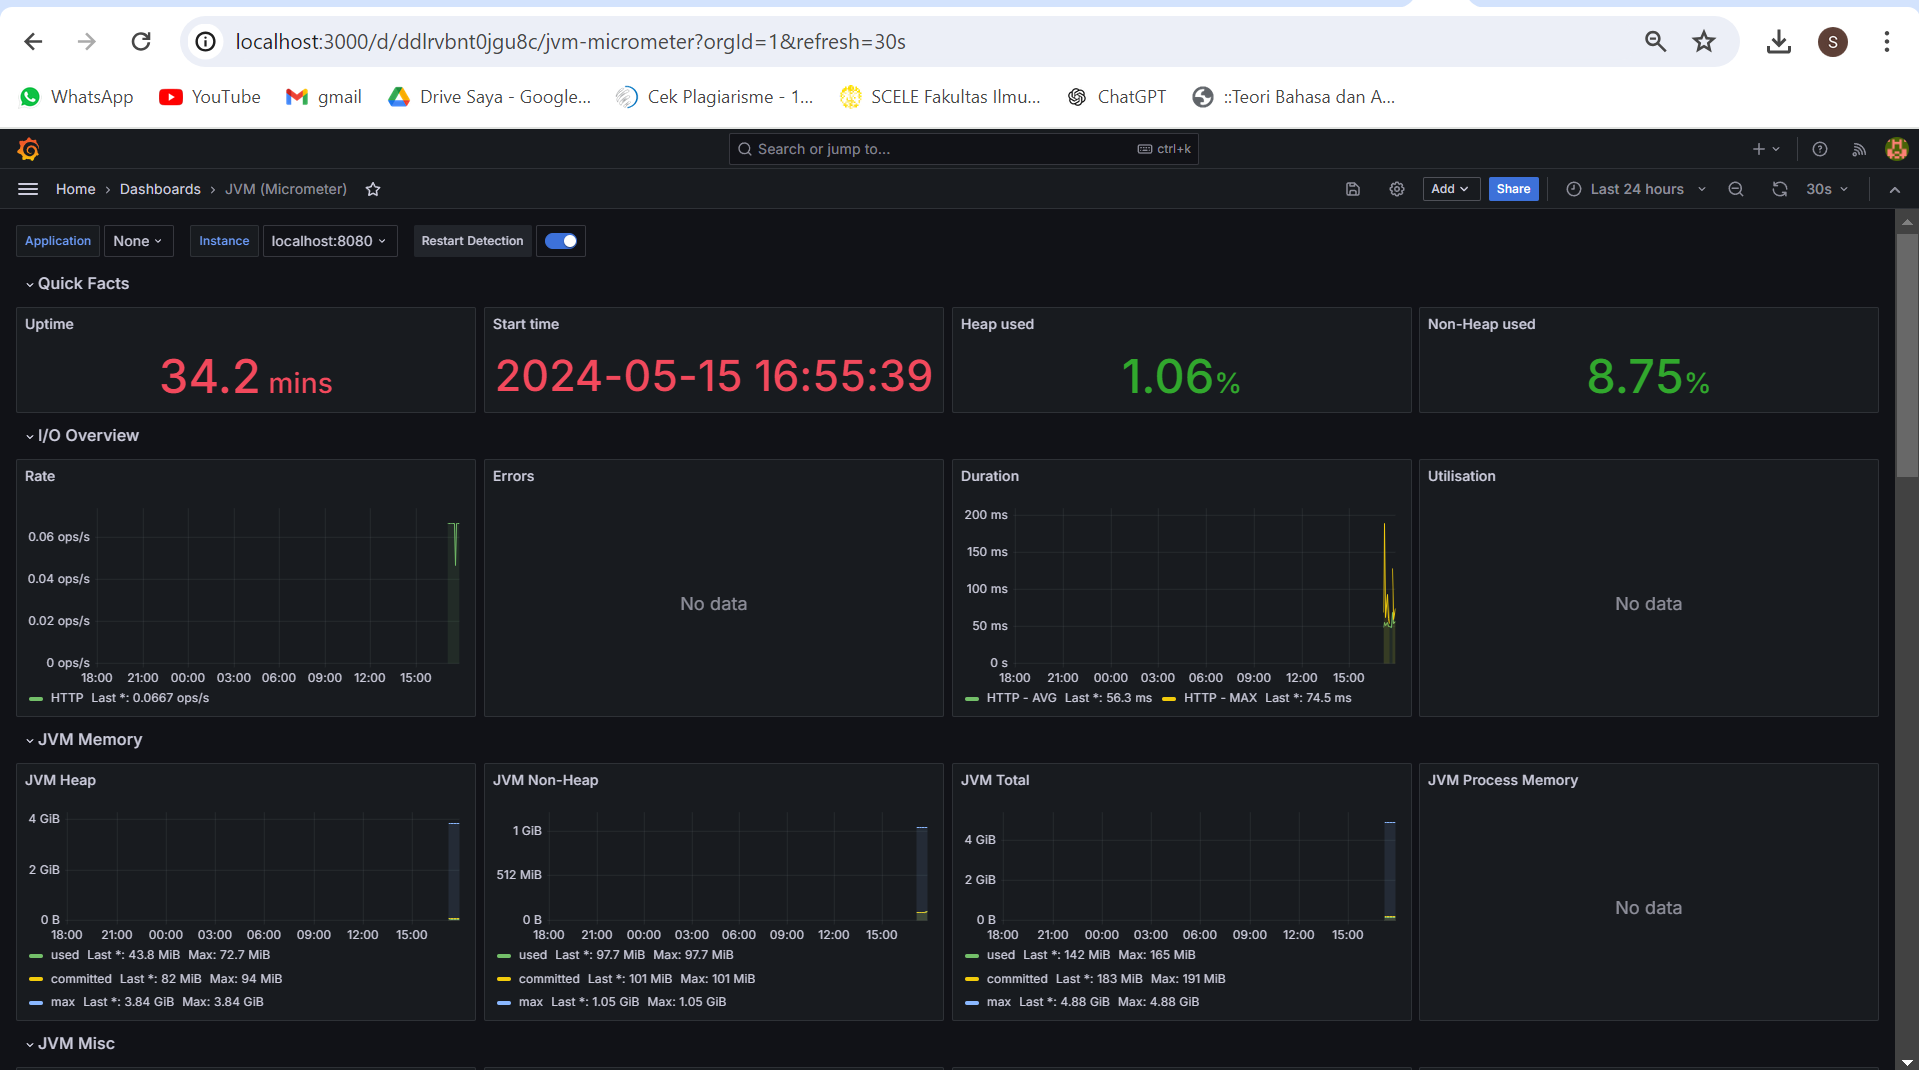 localhost:3000/d/ddlrvbnt0jgu8c/jvm-micrometer?orgId=1&refresh=30s
S
WhatsApp YouTube gmail Drive Saya - Google... Cek Plagiarisme - 1... SCELE Fakultas Ilmu... ChatGPT ::Teori Bahasa dan A...
Search or jump to... ctrl+k
Home › Dashboards › JVM (Micrometer) Add Share Last 24 hours 30s
Application None Instance localhost:8080 Restart Detection
Quick Facts
Uptime
34.2 mins
Start time
2024-05-15 16:55:39
Heap used
1.06%
Non-Heap used
8.75%
I/O Overview
Rate
0.06 ops/s
0.04 ops/s
0.02 ops/s
0 ops/s
18:00 21:00 00:00 03:00 06:00 09:00 12:00 15:00
HTTP Last *: 0.0667 ops/s
Errors
No data
Duration
200 ms
150 ms
100 ms
50 ms
0 s
18:00 21:00 00:00 03:00 06:00 09:00 12:00 15:00
HTTP - AVG Last *: 56.3 ms HTTP - MAX Last *: 74.5 ms
Utilisation
No data
JVM Memory
JVM Heap
4 GiB
2 GiB
0 B
18:00 21:00 00:00 03:00 06:00 09:00 12:00 15:00
used Last *: 43.8 MiB Max: 72.7 MiB
committed Last *: 82 MiB Max: 94 MiB
max Last *: 3.84 GiB Max: 3.84 GiB
JVM Non-Heap
1 GiB
512 MiB
0 B
18:00 21:00 00:00 03:00 06:00 09:00 12:00 15:00
used Last *: 97.7 MiB Max: 97.7 MiB
committed Last *: 101 MiB Max: 101 MiB
max Last *: 1.05 GiB Max: 1.05 GiB
JVM Total
4 GiB
2 GiB
0 B
18:00 21:00 00:00 03:00 06:00 09:00 12:00 15:00
used Last *: 142 MiB Max: 165 MiB
committed Last *: 183 MiB Max: 191 MiB
max Last *: 4.88 GiB Max: 4.88 GiB
JVM Process Memory
No data
JVM Misc